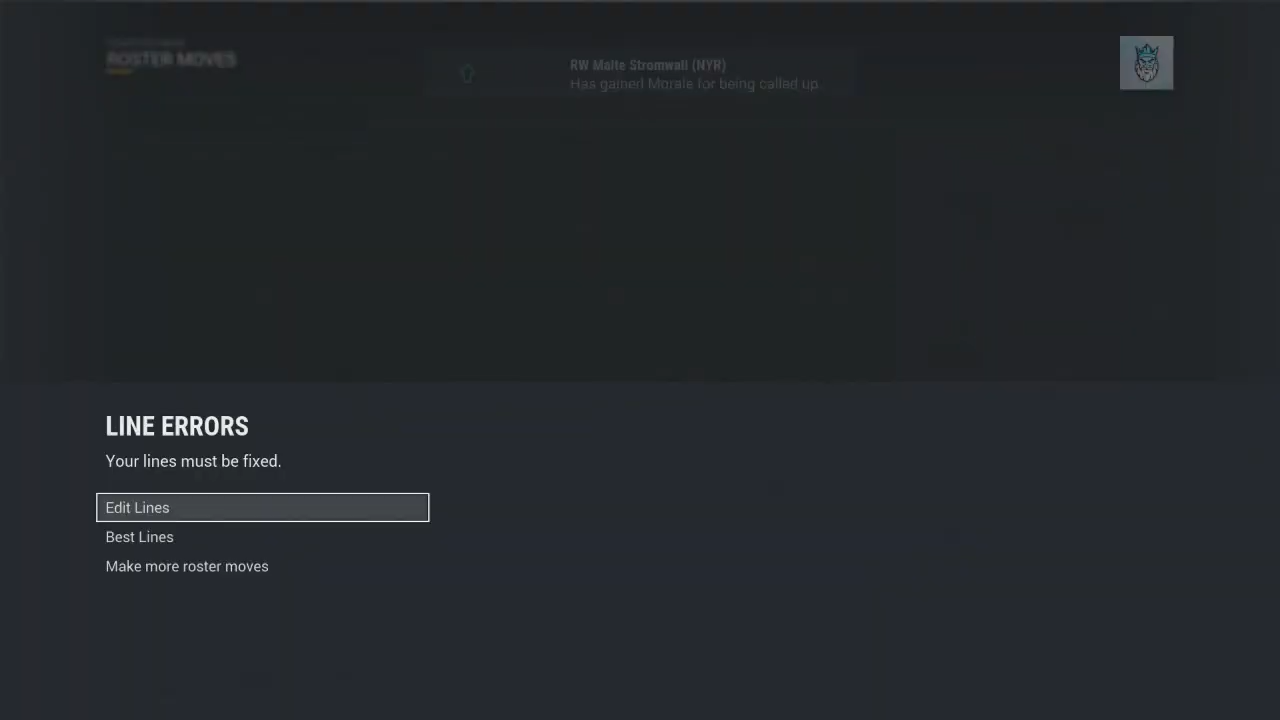 ROSTER MOVES
RW Malte Stromwall (NYR)
Has gained Morale for being called up.
LINE ERRORS
Your lines must be fixed.
Edit Lines
Best Lines
Make more roster moves